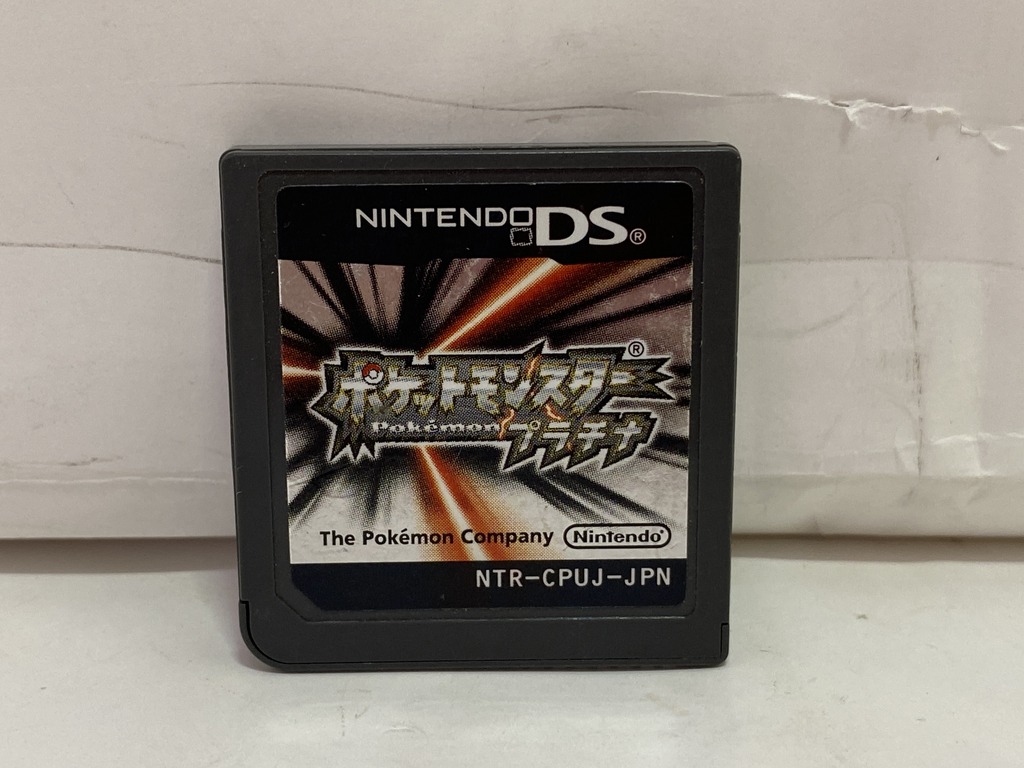 NINTENDO DS®
ポケットモンスター®
Pokémon プラチナ
The Pokémon Company Nintendo®
NTR-CPUJ-JPN